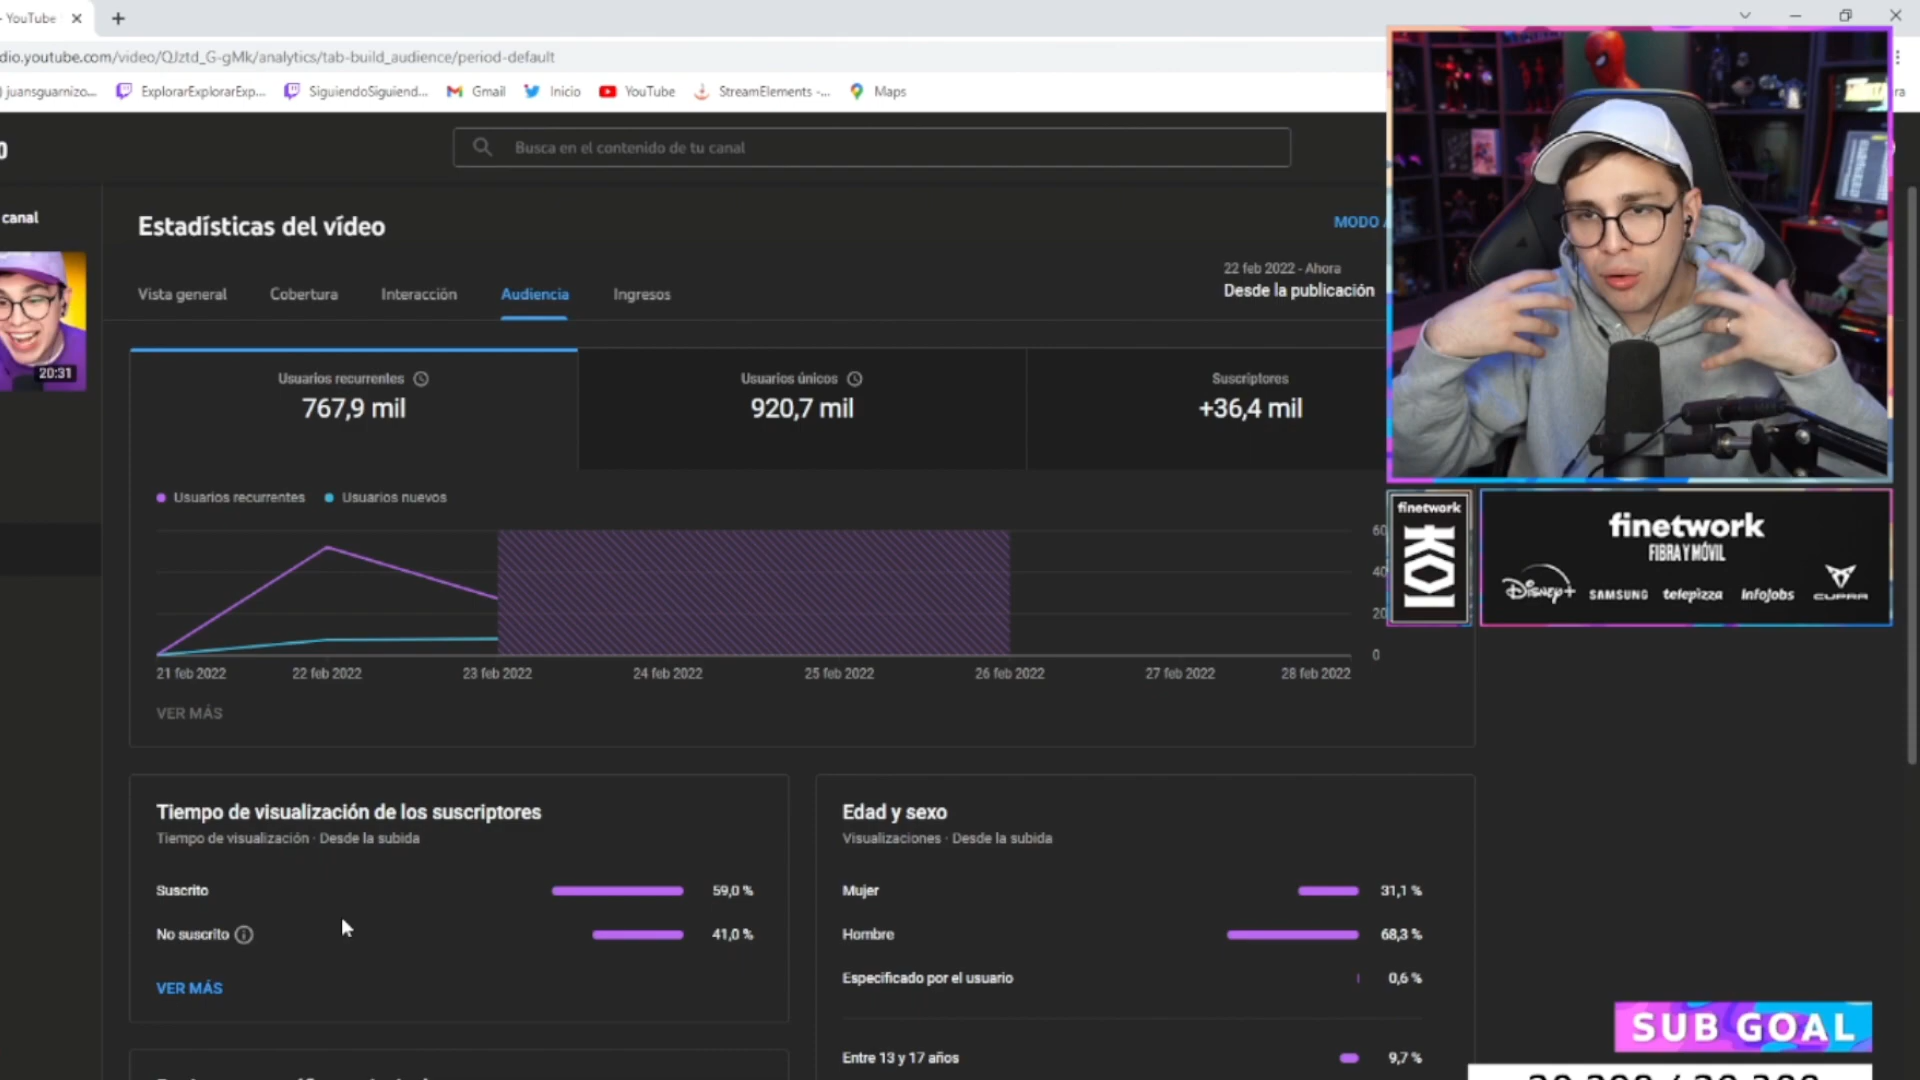 - YouTube
dio.youtube.com/video/QJztd_G-gMk/analytics/tab-build_audience/period-default
juansguarnizo...
ExplorarExplorarExp...
SiguiendoSiguiend...
Gmail
Inicio
YouTube
StreamElements -...
Maps
Busca en el contenido de tu canal
canal
20:31
Estadísticas del vídeo
MODO
Vista general
Cobertura
Interacción
Audiencia
Ingresos
22 feb 2022 - Ahora
Desde la publicación
Usuarios recurrentes
767,9 mil
Usuarios únicos
920,7 mil
Suscriptores
+36,4 mil
Usuarios recurrentes
Usuarios nuevos
60
40
20
0
21 feb 2022
22 feb 2022
23 feb 2022
24 feb 2022
25 feb 2022
26 feb 2022
27 feb 2022
28 feb 2022
VER MÁS
finetwork
KOI
finetwork
FIBRA Y MÓVIL
Disney+ SAMSUNG telepizza InfoJobs CUPRA
Tiempo de visualización de los suscriptores
Tiempo de visualización · Desde la subida
Suscrito 59,0 %
No suscrito 41,0 %
VER MÁS
Edad y sexo
Visualizaciones · Desde la subida
Mujer 31,1 %
Hombre 68,3 %
Especificado por el usuario 0,6 %
Entre 13 y 17 años 9,7 %
SUB GOAL